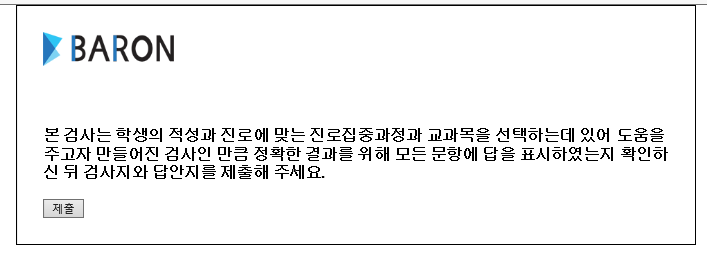 BARON
본 검사는 학생의 적성과 진로에 맞는 진로집중과정과 교과목을 선택하는데 있어 도움을
주고자 만들어진 검사인 만큼 정확한 결과를 위해 모든 문항에 답을 표시하였는지 확인하
신 뒤 검사지와 답안지를 제출해 주세요.
제출